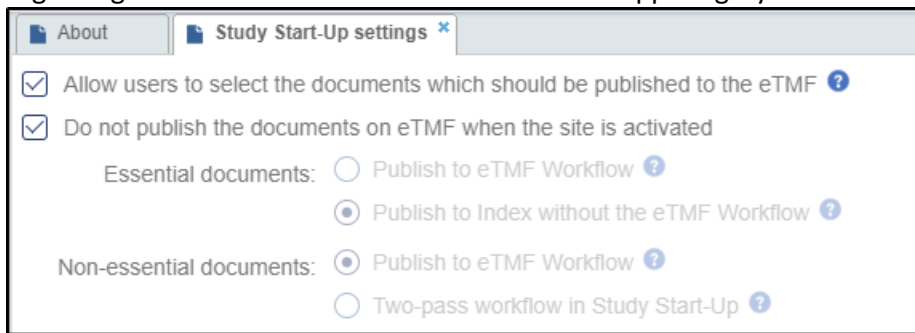 About
Study Start-Up settings
Allow users to select the documents which should be published to the eTMF
Do not publish the documents on eTMF when the site is activated
Essential documents: Publish to eTMF Workflow
Publish to Index without the eTMF Workflow
Non-essential documents: Publish to eTMF Workflow
Two-pass workflow in Study Start-Up